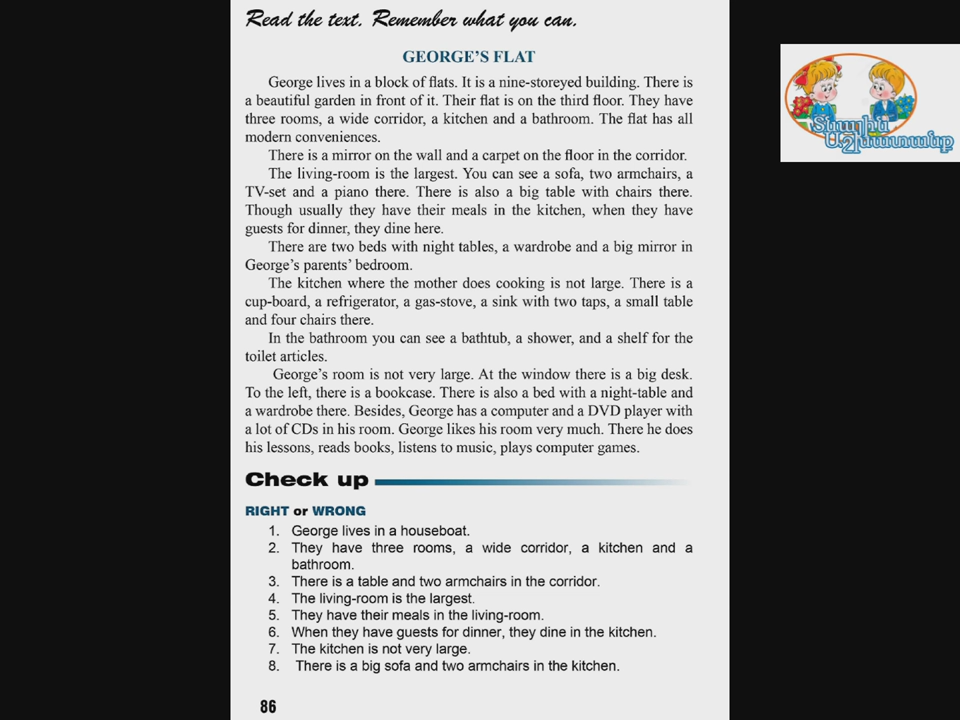 Read the text. Remember what you can.
GEORGE'S FLAT
George lives in a block of flats. It is a nine-storeyed building. There is
a beautiful garden in front of it. Their flat is on the third floor. They have
three rooms, a wide corridor, a kitchen and a bathroom. The flat has all
modern conveniences.
There is a mirror on the wall and a carpet on the floor in the corridor.
The living-room is the largest. You can see a sofa, two armchairs, a
TV-set and a piano there. There is also a big table with chairs there.
Though usually they have their meals in the kitchen, when they have
guests for dinner, they dine here.
There are two beds with night tables, a wardrobe and a big mirror in
George's parents' bedroom.
The kitchen where the mother does cooking is not large. There is a
cup-board, a refrigerator, a gas-stove, a sink with two taps, a small table
and four chairs there.
In the bathroom you can see a bathtub, a shower, and a shelf for the
toilet articles.
George's room is not very large. At the window there is a big desk.
To the left, there is a bookcase. There is also a bed with a night-table and
a wardrobe there. Besides, George has a computer and a DVD player with
a lot of CDs in his room. George likes his room very much. There he does
his lessons, reads books, listens to music, plays computer games.
Check up
RIGHT or WRONG
1. George lives in a houseboat.
2. They have three rooms, a wide corridor, a kitchen and a
bathroom.
3. There is a table and two armchairs in the corridor.
4. The living-room is the largest.
5. They have their meals in the living-room.
6. When they have guests for dinner, they dine in the kitchen.
7. The kitchen is not very large.
8. There is a big sofa and two armchairs in the kitchen.
86
Տնային
Աշխատանք